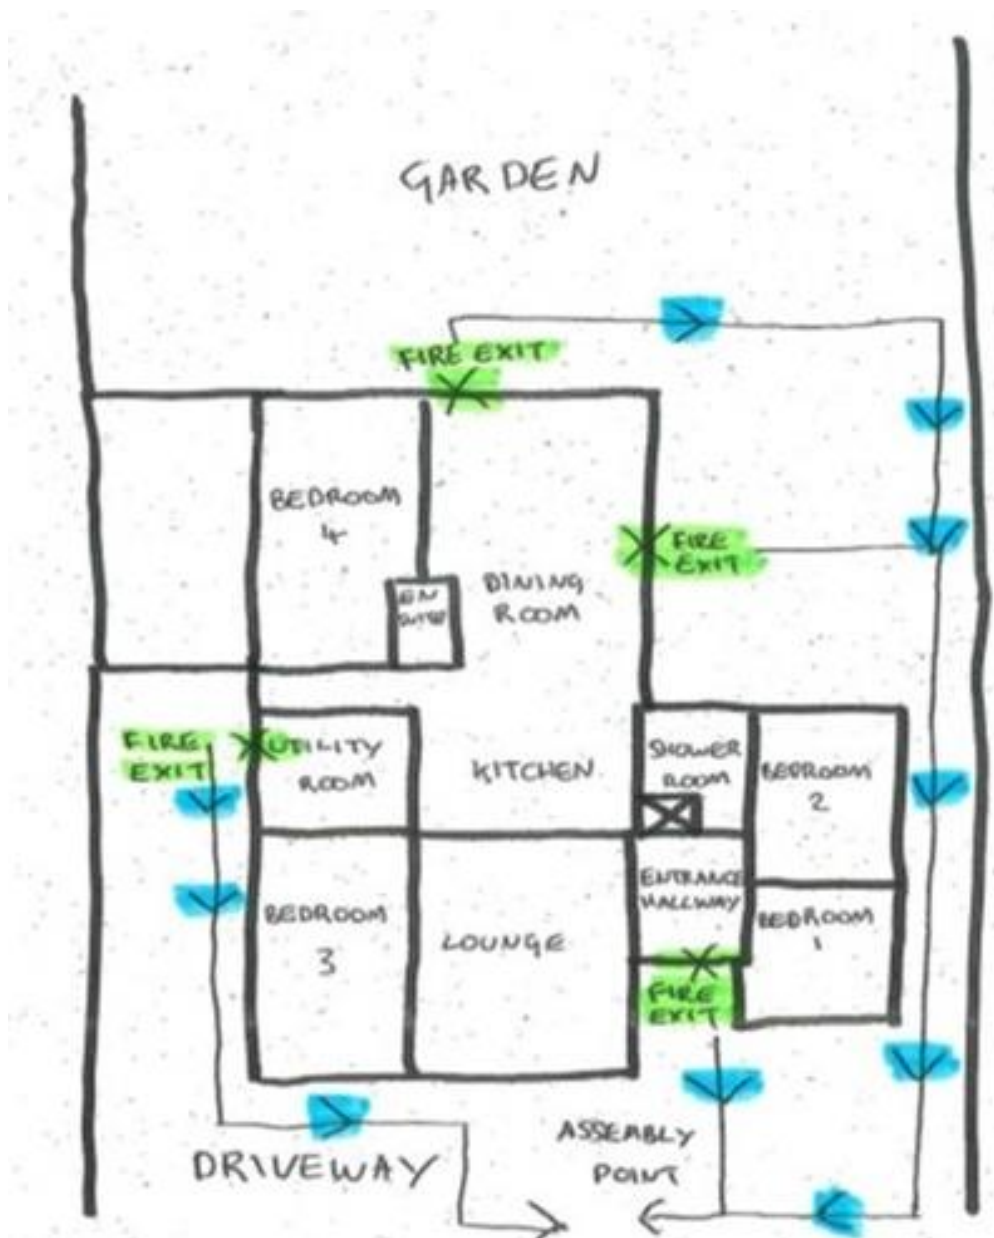 GARDEN
FIRE EXIT
BEDROOM
4
EN
SUITE
DINING
ROOM
FIRE
EXIT
FIRE
EXIT
UTILITY
ROOM
KITCHEN
SHOWER
ROOM
BEDROOM
2
BEDROOM
3
LOUNGE
ENTRANCE
HALLWAY
BEDROOM
1
FIRE
EXIT
ASSEMBLY
POINT
DRIVEWAY